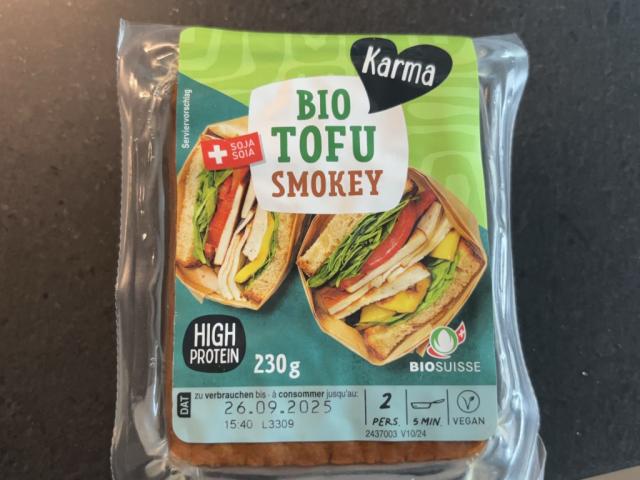 Karma
Serviervorschlag
BIO
TOFU
SMOKEY
SOJA
SOIA
HIGH
PROTEIN
230g
BIOSUISSE
DAT
zu verbrauchen bis - à consommer jusqu'au:
26.09.2025
15:40 L3309
2
PERS.
5 MIN.
VEGAN
2437003 V10/24